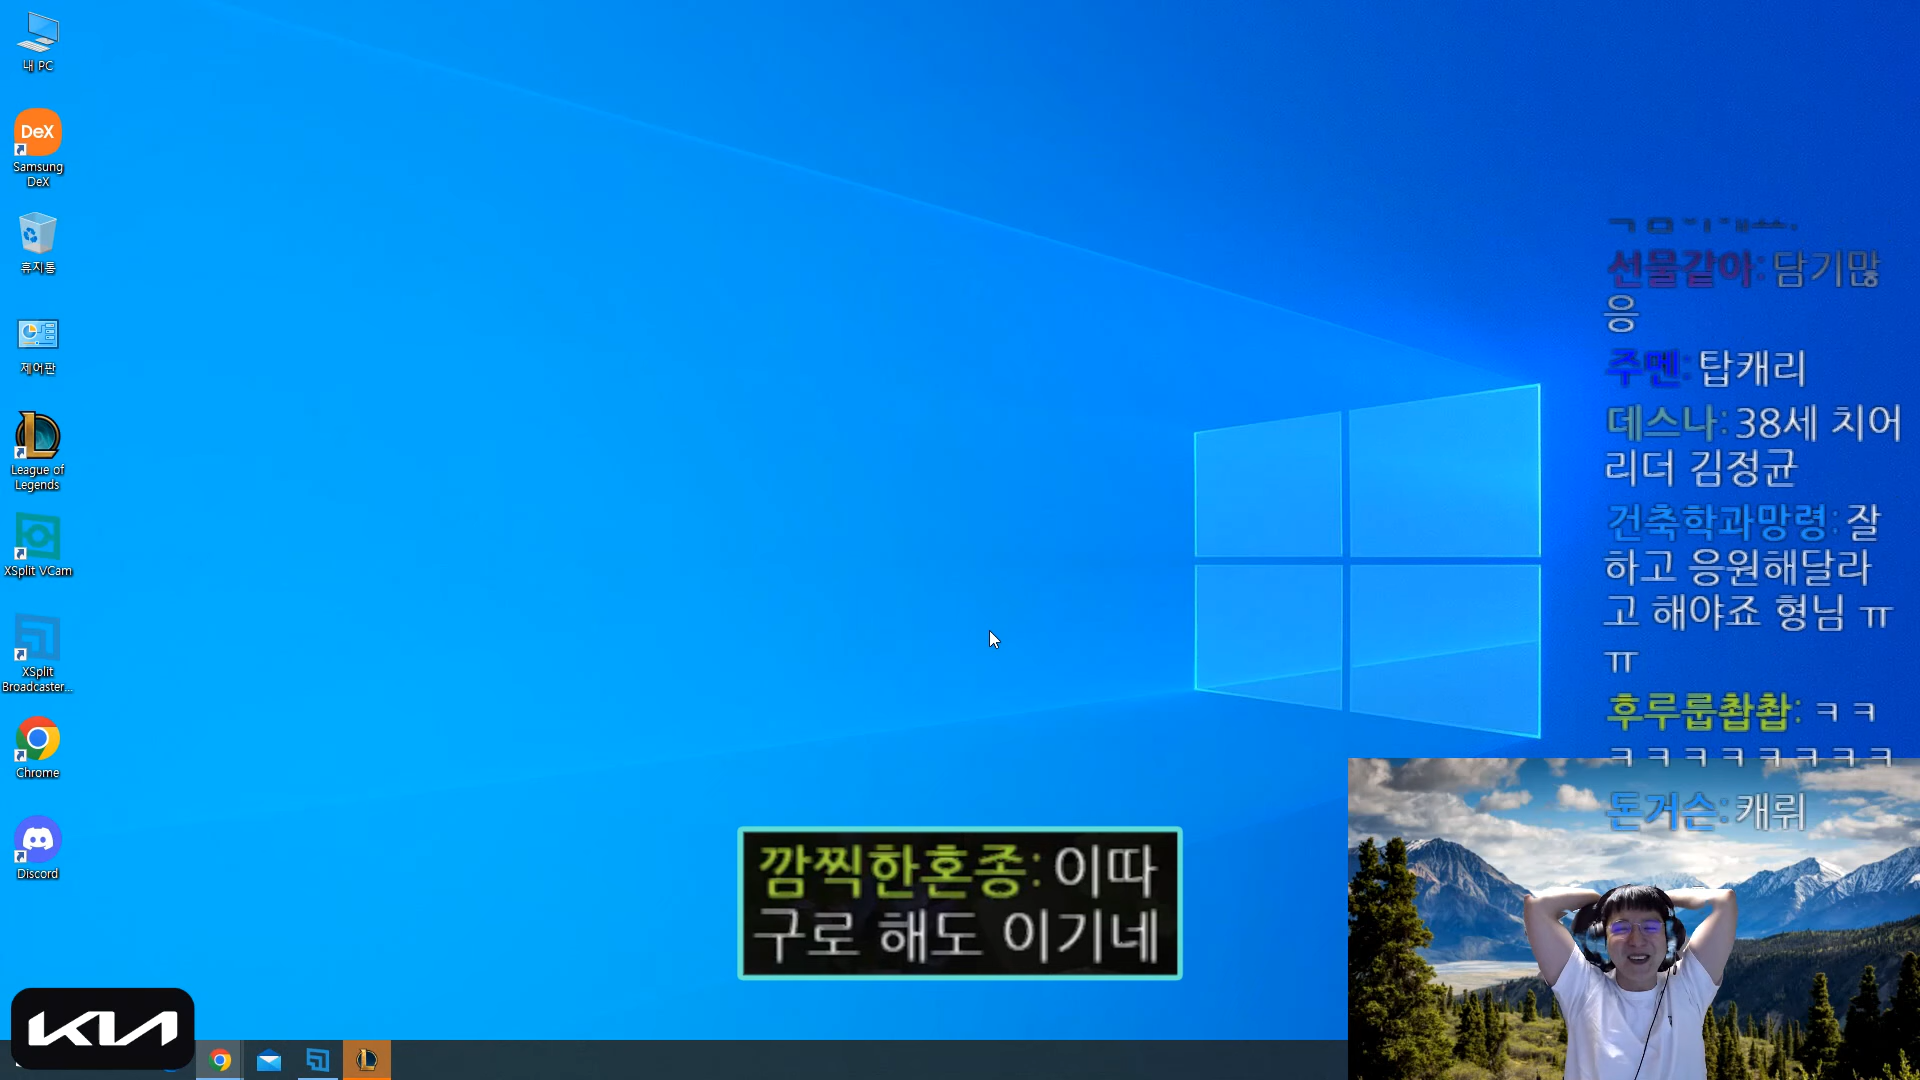 내 PC
DeX
Samsung
DeX
휴지통
제어판
League of
Legends
XSplit VCam
XSplit
Broadcaster...
Chrome
Discord
선물같아: 담기많
응
주멘: 탑캐리
데스나: 38세 치어
리더 김정균
건축학과망령: 잘
하고 응원해달라
고 해야죠 형님 ㅠ
ㅠ
후루룹촵촵: ㅋㅋ
ㅋㅋㅋㅋㅋㅋㅋㅋ
돈거슨: 캐뤼
깜찍한혼종: 이따
구로 해도 이기네
KIA